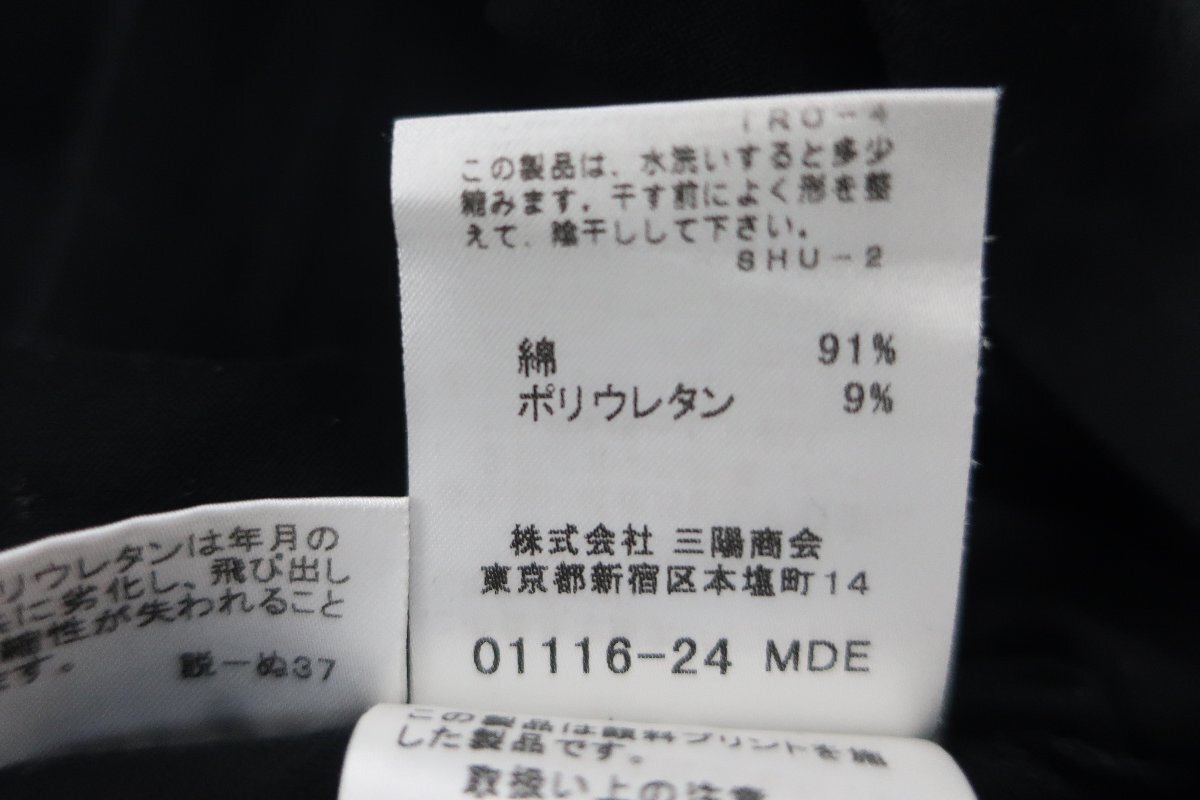 IRO-4
この製品は、水洗いすると多少
縮みます。干す前によく形を整
えて、陰干しして下さい。
SHU-2
綿 91%
ポリウレタン 9%
株式会社 三陽商会
東京都新宿区本塩町14
01116-24 MDE
リウレタンは年月の
に劣化し、飛び出し
縮性が失われること
ます。 説-ぬ37
この製品は顔料プリントを施
した製品です。
取扱い上の注意